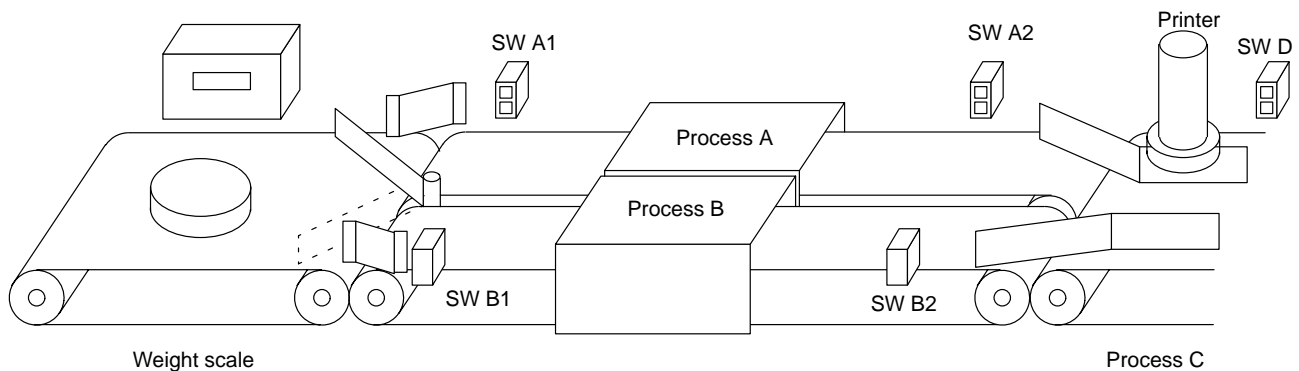 Printer
SW A1
SW A2
SW D
Process A
Process B
SW B1
SW B2
Weight scale
Process C